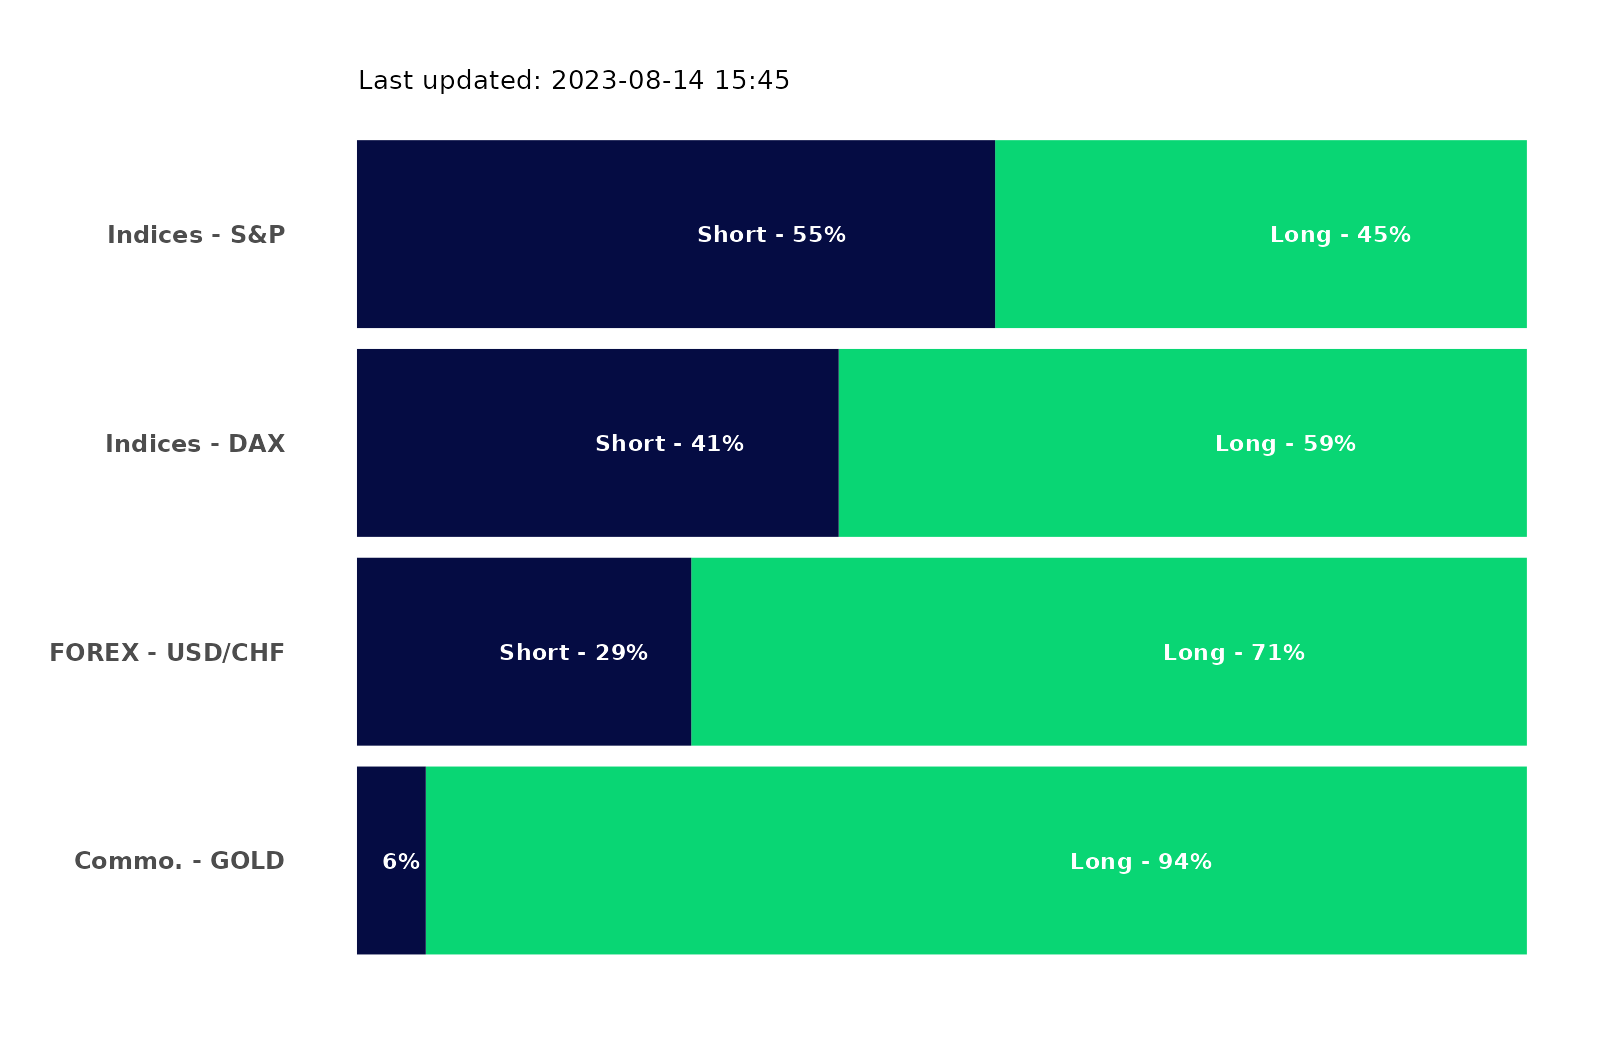 Last updated: 2023-08-14 15:45
Indices - S&P
Short - 55%
Long - 45%
Indices - DAX
Short - 41%
Long - 59%
FOREX - USD/CHF
Short - 29%
Long - 71%
Commo. - GOLD
6%
Long - 94%